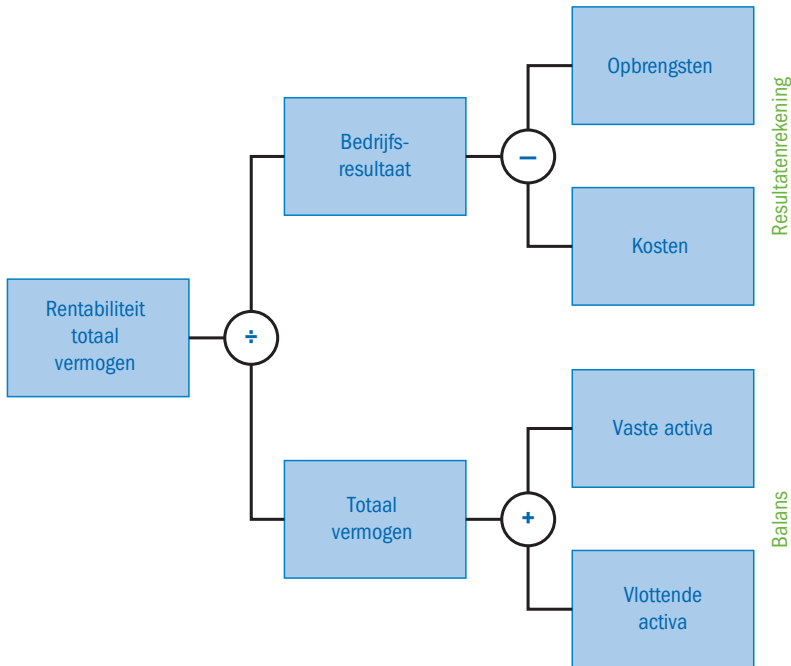 Opbrengsten
Bedrijfs-
resultaat
–
Kosten
Resultatenrekening
Rentabiliteit
totaal
vermogen
÷
Vaste activa
Totaal
vermogen
+
Vlottende
activa
Balans